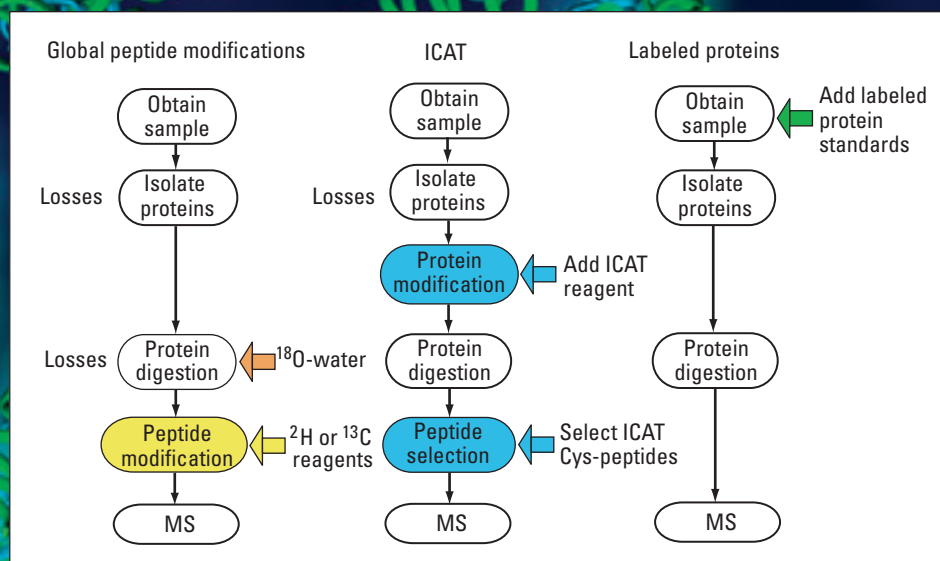 Global peptide modifications
Obtain
sample
Losses
Isolate
proteins
Losses
Protein
digestion
¹⁸O-water
Peptide
modification
²H or ¹³C
reagents
MS
ICAT
Obtain
sample
Losses
Isolate
proteins
Protein
modification
Add ICAT
reagent
Protein
digestion
Peptide
selection
Select ICAT
Cys-peptides
MS
Labeled proteins
Obtain
sample
Add labeled
protein
standards
Isolate
proteins
Protein
digestion
MS